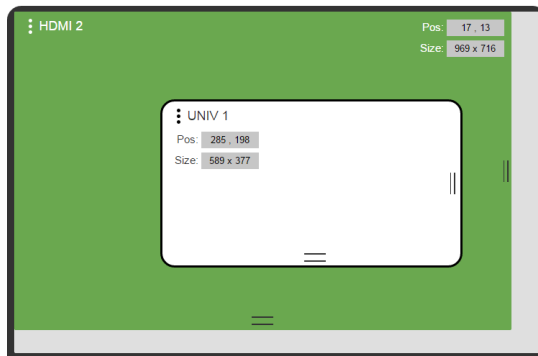 HDMI 2
Pos: 17 , 13
Size: 969 x 716
UNIV 1
Pos: 285 , 198
Size: 589 x 377